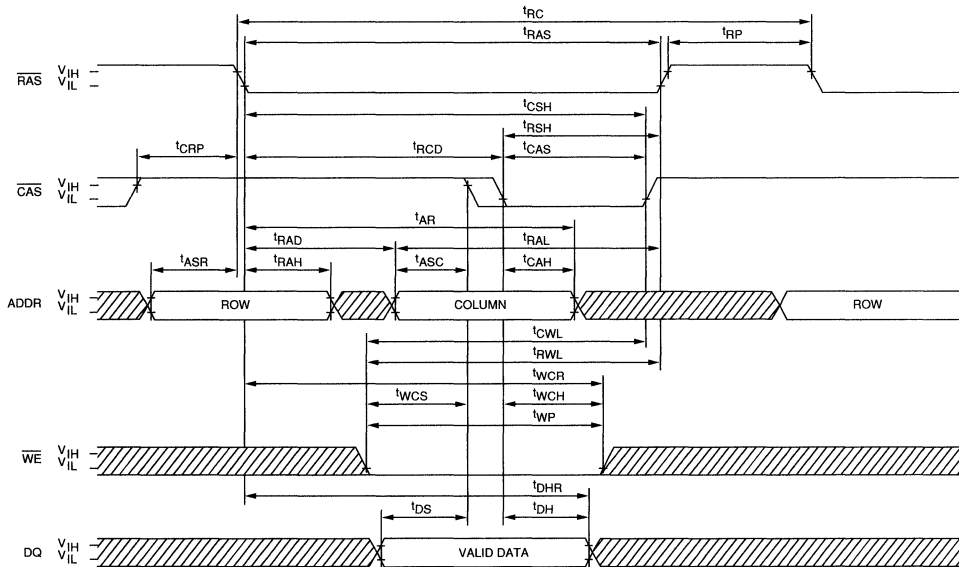 tRC
tRAS
tRP
RAS VIH VIL
tCSH
tRSH
tCRP
tRCD
tCAS
CAS VIH VIL
tAR
tRAD
tRAL
tASR
tRAH
tASC
tCAH
ADDR VIH VIL ROW COLUMN ROW
tCWL
tRWL
tWCR
tWCS
tWCH
tWP
WE VIH VIL
tDHR
tDS
tDH
DQ VIH VIL VALID DATA